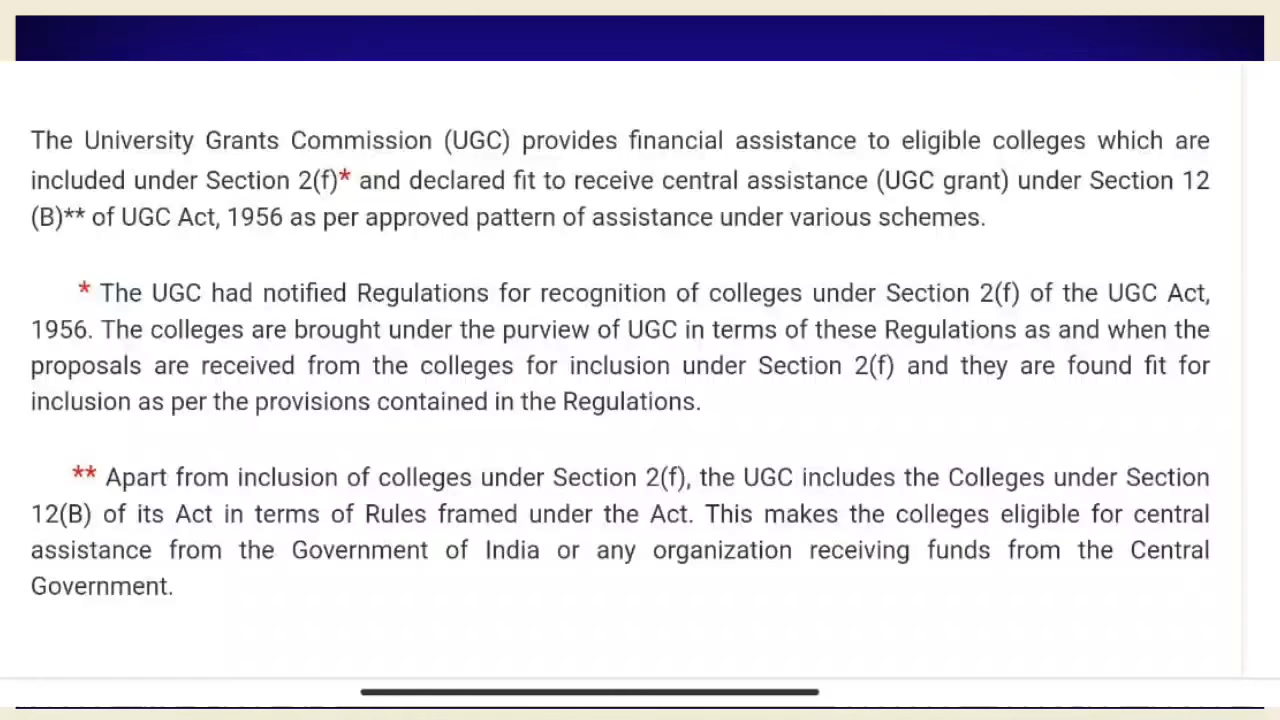 The University Grants Commission (UGC) provides financial assistance to eligible colleges which are
included under Section 2(f)* and declared fit to receive central assistance (UGC grant) under Section 12
(B)** of UGC Act, 1956 as per approved pattern of assistance under various schemes.
* The UGC had notified Regulations for recognition of colleges under Section 2(f) of the UGC Act,
1956. The colleges are brought under the purview of UGC in terms of these Regulations as and when the
proposals are received from the colleges for inclusion under Section 2(f) and they are found fit for
inclusion as per the provisions contained in the Regulations.
** Apart from inclusion of colleges under Section 2(f), the UGC includes the Colleges under Section
12(B) of its Act in terms of Rules framed under the Act. This makes the colleges eligible for central
assistance from the Government of India or any organization receiving funds from the Central
Government.